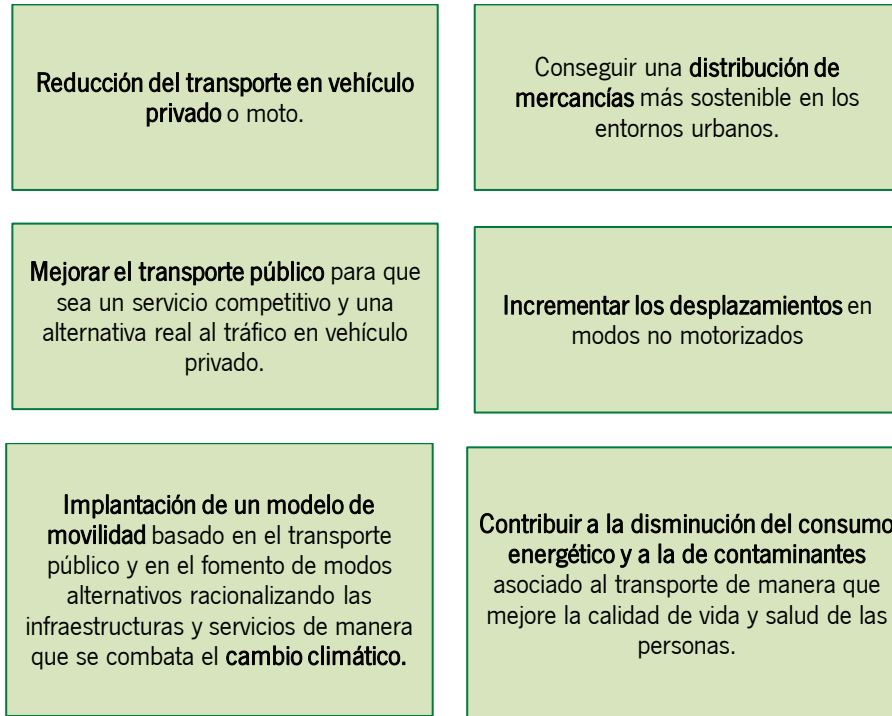 Reducción del transporte en vehículo
privado o moto.
Conseguir una distribución de
mercancías más sostenible en los
entornos urbanos.
Mejorar el transporte público para que
sea un servicio competitivo y una
alternativa real al tráfico en vehículo
privado.
Incrementar los desplazamientos en
modos no motorizados
Implantación de un modelo de
movilidad basado en el transporte
público y en el fomento de modos
alternativos racionalizando las
infraestructuras y servicios de manera
que se combata el cambio climático.
Contribuir a la disminución del consumo
energético y a la de contaminantes
asociado al transporte de manera que
mejore la calidad de vida y salud de las
personas.